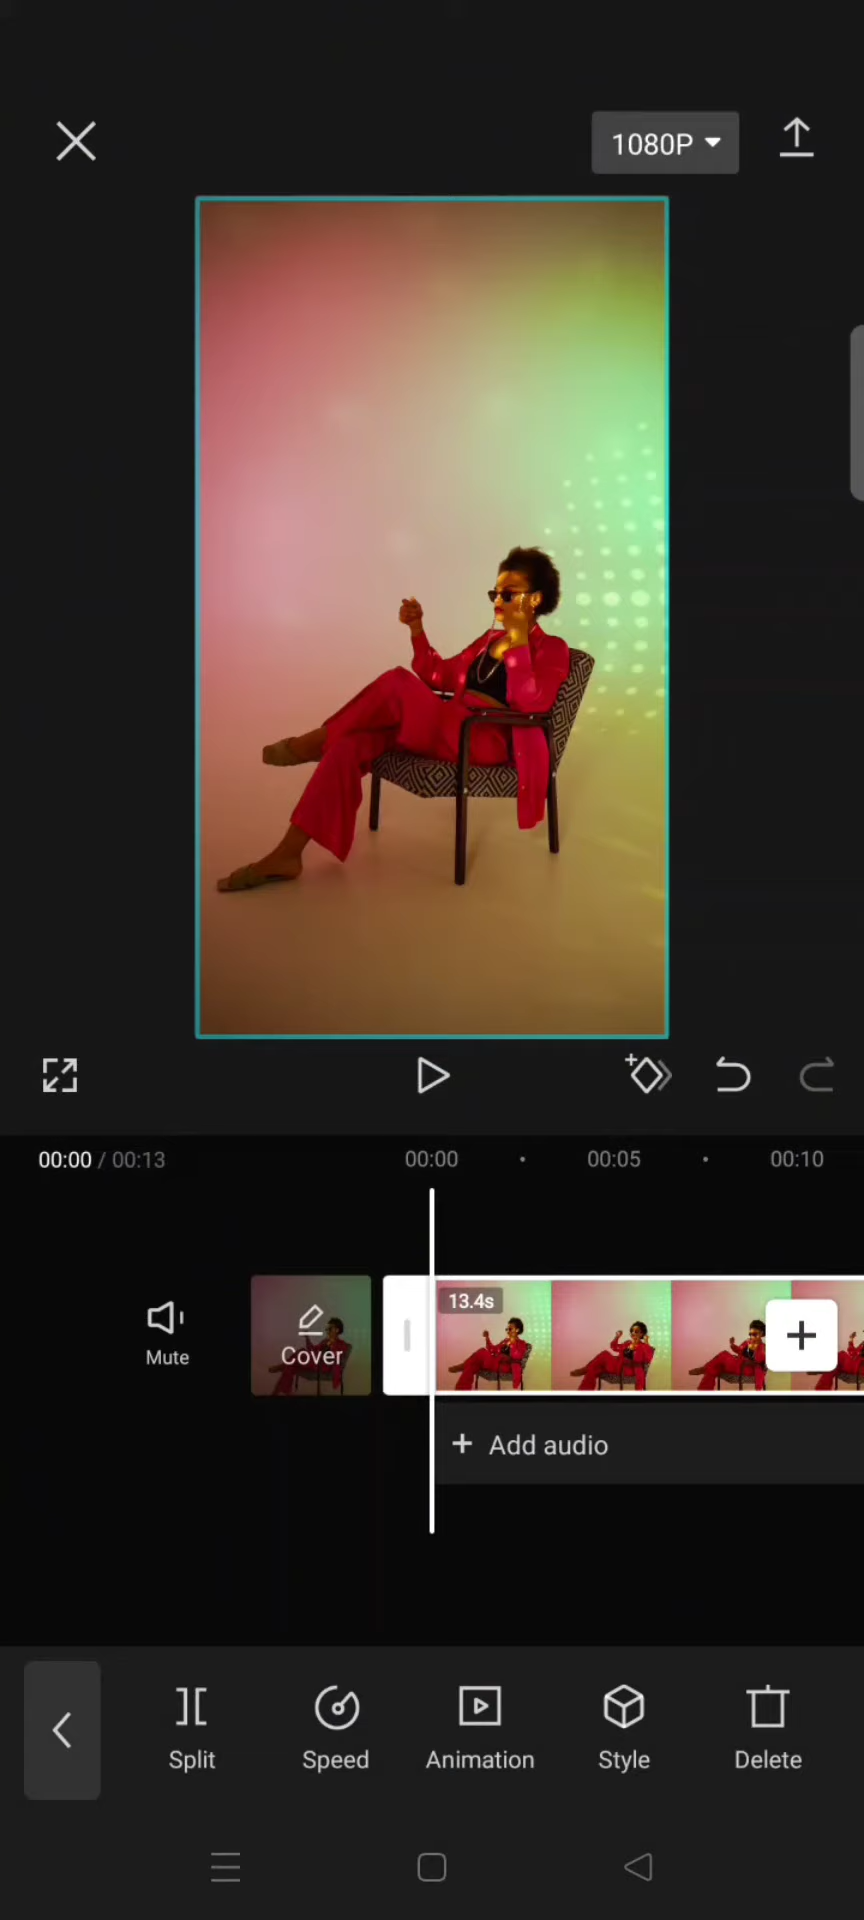 1080P
00:00 / 00:13
00:00
00:05
00:10
Mute
Cover
13.4s
+ Add audio
Split
Speed
Animation
Style
Delete